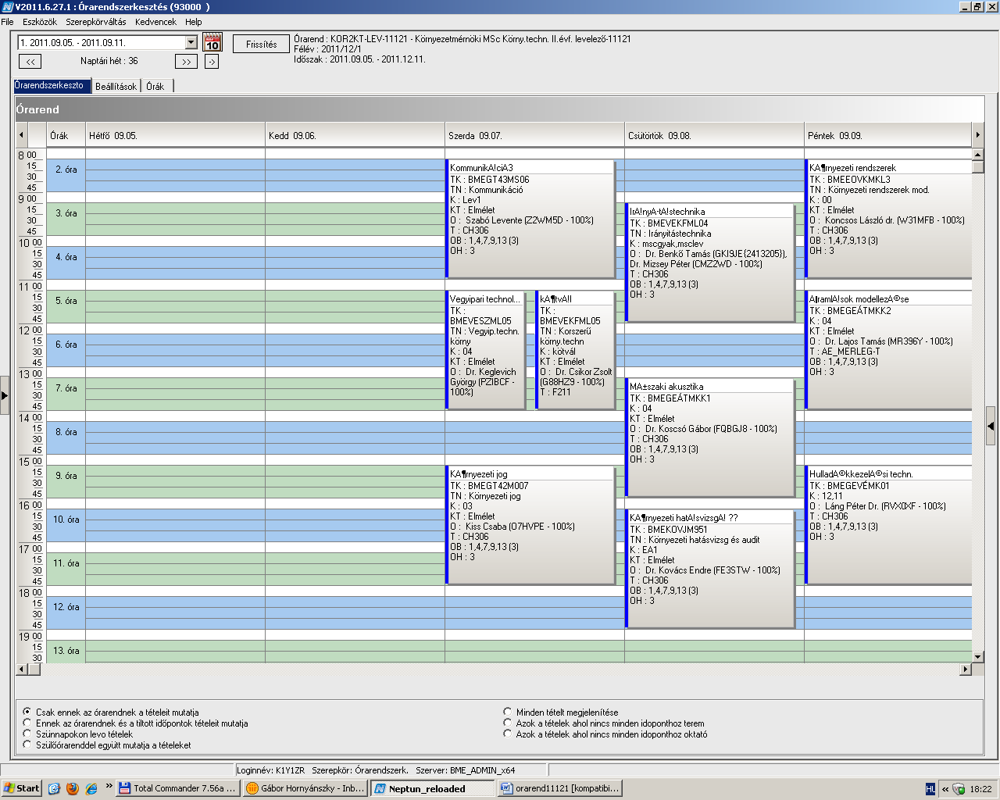 V2011.6.27.1 : Órarendszerkesztés (93000  )
File Eszközök Szerepkörváltás Kedvencek Help
1. 2011.09.05. - 2011.09.11.
10
Frissítés
Órarend : KOR2KT-LEV-11121 - Környezetmérnöki MSc Körny.techn. II.évf. levelező-11121
Félév : 2011/12/1
Időszak : 2011.09.05. - 2011.12.11.
<< Naptári hét : 36 >> ->
Órarendszerkeszto Beállítások Órák
Órarend
Órák Hétfő 09.05. Kedd 09.06. Szerda 09.07. Csütörtök 09.08. Péntek 09.09.
8 00
15
30
45
9 00
15
30
45
10 00
15
30
45
11 00
15
30
45
12 00
15
30
45
13 00
15
30
45
14 00
15
30
45
15 00
15
30
45
16 00
15
30
45
17 00
15
30
45
18 00
15
30
45
19 00
15
30
2. óra
3. óra
4. óra
5. óra
6. óra
7. óra
8. óra
9. óra
10. óra
11. óra
12. óra
13. óra
KommunikA!ciA3
TK : BMEGT43MS06
TN : Kommunikáció
K : Lev1
KT : Elmélet
O : Szabó Levente (Z2WM5D - 100%)
T : CH306
OB : 1,4,7,9,13 (3)
OH : 3
Vegyipari technol...
TK :
BMEVESZML05
TN : Vegyip.techn.
körny
K : 04
KT : Elmélet
O : Dr. Keglevich
György (PZIBCF -
100%)
kA¶tvA!l
TK :
BMEVEKFML05
TN : Korszerű
körny.techn
K : kötvál
KT : Elmélet
O : Dr. Csikor Zsolt
(G88HZ9 - 100%)
T : F211
KA¶rnyezeti jog
TK : BMEGT42M007
TN : Környezeti jog
K : 03
KT : Elmélet
O : Kiss Csaba (O7HVPE - 100%)
T : CH306
OB : 1,4,7,9,13 (3)
OH : 3
IrA!nyA-tA!stechnika
TK : BMEVEKFML04
TN : Irányítástechnika
K : mscgyak,msclev
O : Dr. Benkő Tamás (GKI9JE{2413205}),
Dr. Mizsey Péter (CMZ2WD - 100%)
T : CH306
OB : 1,4,7,9,13 (3)
OH : 3
MA±szaki akusztika
TK : BMEGEÁTMKK1
K : 04
KT : Elmélet
O : Dr. Koscsó Gábor (FQBGJ8 - 100%)
T : CH306
OB : 1,4,7,9,13 (3)
OH : 3
KA¶rnyezeti hatA!svizsgA! ??
TK : BMEKOVJM951
TN : Környezeti hatásvizsg és audit
K : EA1
KT : Elmélet
O : Dr. Kovács Endre (FE3STW - 100%)
T : CH306
OB : 1,4,7,9,13 (3)
OH : 3
KA¶rnyezeti rendszerek
TK : BMEEOVKMKL3
TN : Környezeti rendszerek mod.
K : 00
KT : Elmélet
O : Koncsos László dr. (W31MFB - 100%)
T : CH306
OB : 1,4,7,9,13 (3)
OH : 3
A|ramlA!sok modellezA©se
TK : BMEGEÁTMKK2
K : 04
KT : Elmélet
O : Dr. Lajos Tamás (MR396Y - 100%)
T : AE_MERLEG-T
OB : 1,4,7,9,13 (3)
OH : 3
HulladA©kkezelA©si techn.
TK : BMEGEVÉMK01
K : 12,11
O : Láng Péter Dr. (RVX0XF - 100%)
T : CH306
OB : 1,4,7,9,13 (3)
OH : 3
Csak ennek az órarendnek a tételeit mutatja
Ennek az órarendnek és a tiltott időpontok tételeit mutatja
Szünnapokon levo tételek
Szülőórarenddel együtt mutatja a tételeket
Minden tételt megjelenítése
Azok a tételek ahol nincs minden idoponthoz terem
Azok a tételek ahol nincs minden idoponthoz oktató
Loginnév: K1Y1ZR Szerepkör: Órarendszerk. Szerver: BME_ADMIN_x64
Start » Total Commander 7.56a ... Gábor Hornyánszky - Inb... Neptun_reloaded orarend11121 [kompatibi... HU « 18:22